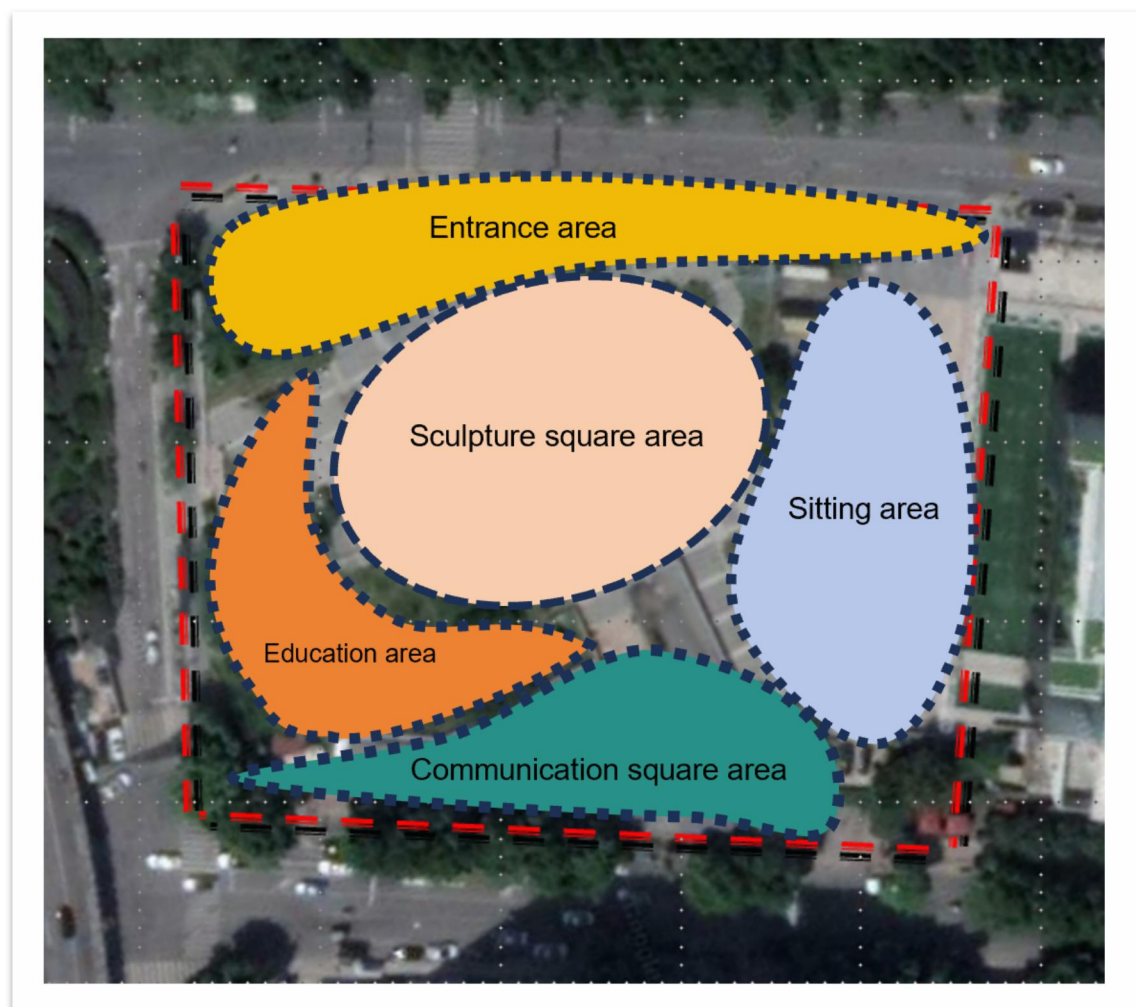 Entrance area
Sculpture square area
Sitting area
Education area
Communication square area